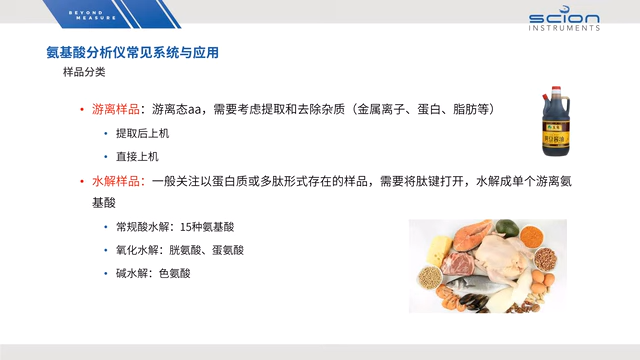 BEYOND
MEASURE
SCION
INSTRUMENTS
氨基酸分析仪常见系统与应用
样品分类
• 游离样品：游离态aa，需要考虑提取和去除杂质（金属离子、蛋白、脂肪等）
• 提取后上机
• 直接上机
• 水解样品：一般关注以蛋白质或多肽形式存在的样品，需要将肽键打开，水解成单个游离氨
基酸
• 常规酸水解：15种氨基酸
• 氧化水解：胱氨酸、蛋氨酸
• 碱水解：色氨酸